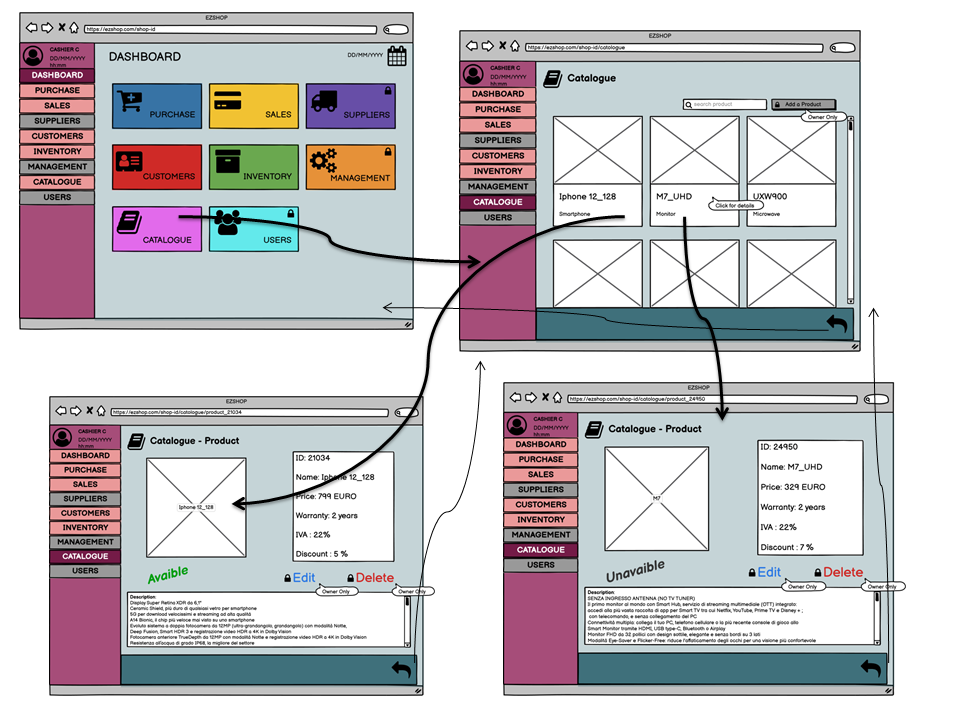 EZSHOP
https://ezshop.com/shop-id
CASHIER C
DD/MM/YYYY
hh:mm
DASHBOARD
PURCHASE
SALES
SUPPLIERS
CUSTOMERS
INVENTORY
MANAGEMENT
CATALOGUE
USERS
DASHBOARD
DD/MM/YYYY
PURCHASE
SALES
SUPPLIERS
CUSTOMERS
INVENTORY
MANAGEMENT
CATALOGUE
USERS
EZSHOP
https://ezshop.com/shop-id/catalogue
CASHIER C
DD/MM/YYYY
hh:mm
DASHBOARD
PURCHASE
SALES
SUPPLIERS
CUSTOMERS
INVENTORY
MANAGEMENT
CATALOGUE
USERS
Catalogue
search product
Add a Product
Owner Only
Iphone 12_128
Smartphone
M7_UHD
Monitor
Click for details
UXW900
Microwave
EZSHOP
https://ezshop.com/shop-id/catalogue/product_21034
CASHIER C
DD/MM/YYYY
hh:mm
DASHBOARD
PURCHASE
SALES
SUPPLIERS
CUSTOMERS
INVENTORY
MANAGEMENT
CATALOGUE
USERS
Catalogue - Product
Iphone 12_128
ID: 21034
Name: Iphone 12_128
Price: 799 EURO
Warranty: 2 years
IVA : 22%
Discount : 5 %
Avaible
Edit
Owner Only
Delete
Owner Only
Description:
Display Super Retina XDR da 6,1"
Ceramic Shield, più duro di qualsiasi vetro per smartphone
5G per download velocissimi e streaming ad alta qualità
A14 Bionic, il chip più veloce mai visto su uno smartphone
Evoluto sistema a doppia fotocamera da 12MP (ultra-grandangolo, grandangolo) con modalità Notte,
Deep Fusion, Smart HDR 3 e registrazione video HDR a 4K in Dolby Vision
Fotocamera anteriore TrueDepth da 12MP con modalità Notte e registrazione video HDR a 4K in Dolby Vision
Resistenza all'acqua di grado IP68, la migliore del settore
EZSHOP
https://ezshop.com/shop-id/catalogue/product_24950
CASHIER C
DD/MM/YYYY
hh:mm
DASHBOARD
PURCHASE
SALES
SUPPLIERS
CUSTOMERS
INVENTORY
MANAGEMENT
CATALOGUE
USERS
Catalogue - Product
M7
ID: 24950
Name: M7_UHD
Price: 329 EURO
Warranty: 2 years
IVA : 22%
Discount : 7 %
Unavaible
Edit
Owner Only
Delete
Owner Only
Description:
SENZA INGRESSO ANTENNA (NO TV TUNER)
Il primo monitor al mondo con Smart Hub, servizio di streaming multimediale (OTT) integrato:
accedi alla più vasta raccolta di app per Smart TV tra cui Netflix, YouTube, Prime TV e Disney + ;
con telecomando, e senza collegamento del PC
Connettività multipla: collega il tuo PC, telefono cellulare o la più recente console di gioco allo
Smart Monitor tramite HDMI, USB type-C, Bluetooth o Airplay
Monitor FHD da 32 pollici con design sottile, elegante e senza bordi su 3 lati
Modalità Eye-Saver e Flicker-Free: riduce l'affaticamento degli occhi per una visione più confortevole